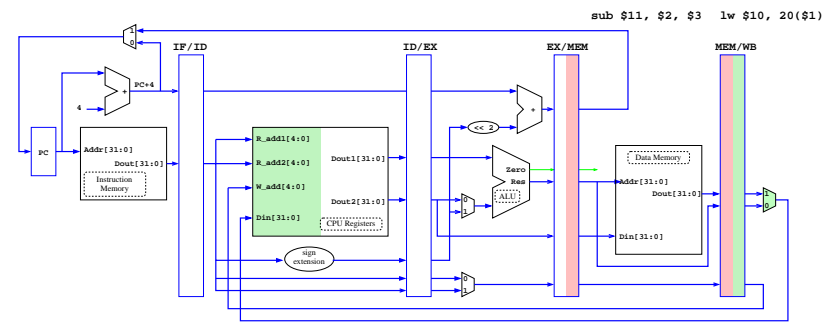 sub $11, $2, $3 lw $10, 20($1)
IF/ID ID/EX EX/MEM MEM/WB
1
0
PC+4
4
+
+
<< 2
PC
Addr[31:0]
Dout[31:0]
Instruction
Memory
R_add1[4:0]
R_add2[4:0]
W_add[4:0]
Din[31:0]
Dout1[31:0]
Dout2[31:0]
CPU Registers
sign
extension
0
1
0
1
Zero
Res
ALU
Data Memory
Addr[31:0]
Dout[31:0]
Din[31:0]
1
0